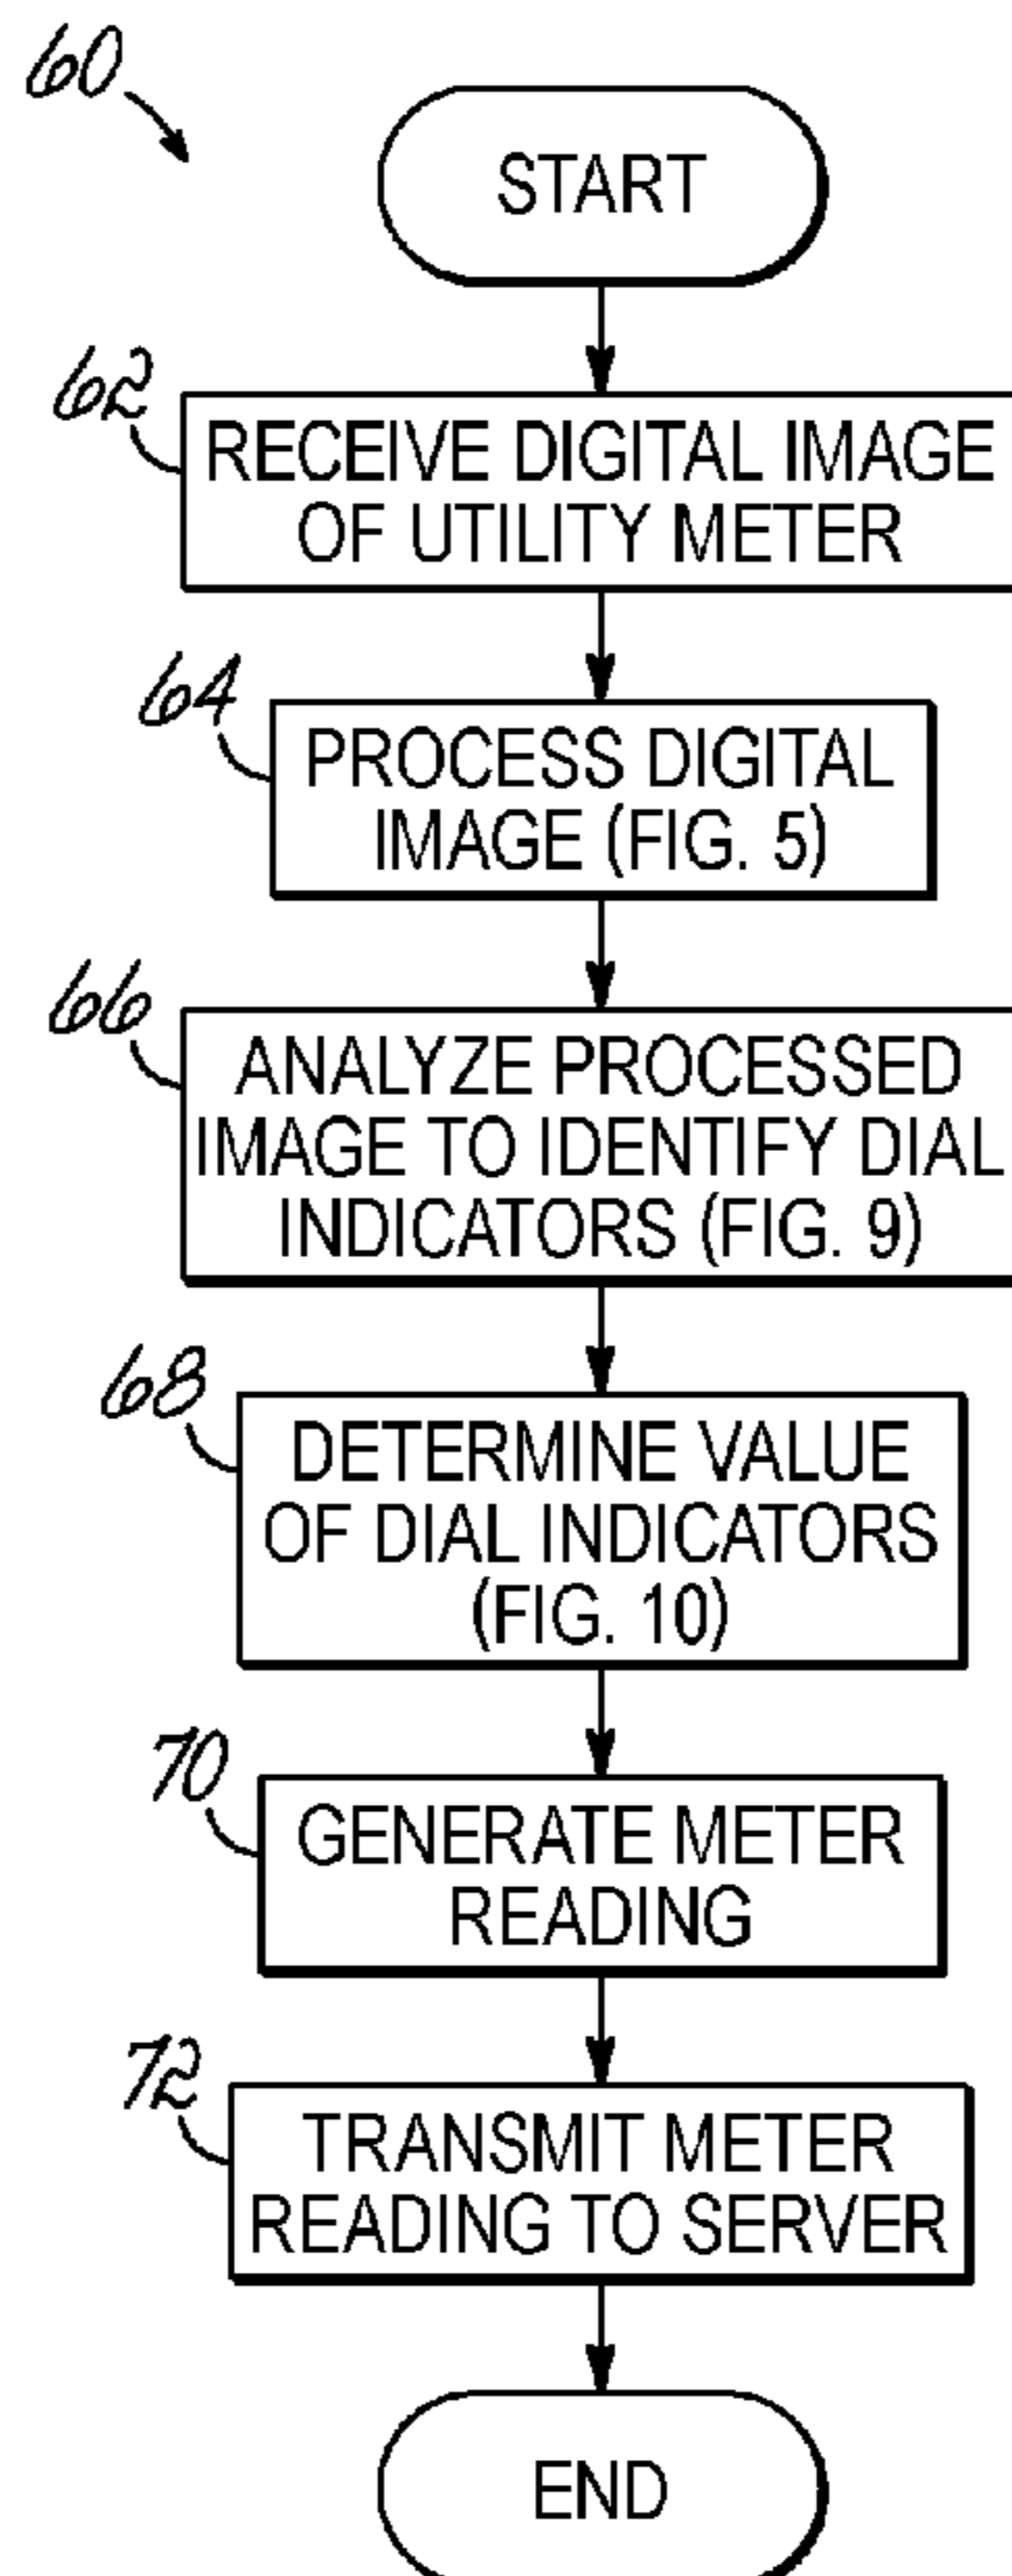 60
START
62
RECEIVE DIGITAL IMAGE
OF UTILITY METER
64
PROCESS DIGITAL
IMAGE (FIG. 5)
66
ANALYZE PROCESSED
IMAGE TO IDENTIFY DIAL
INDICATORS (FIG. 9)
68
DETERMINE VALUE
OF DIAL INDICATORS
(FIG. 10)
70
GENERATE METER
READING
72
TRANSMIT METER
READING TO SERVER
END